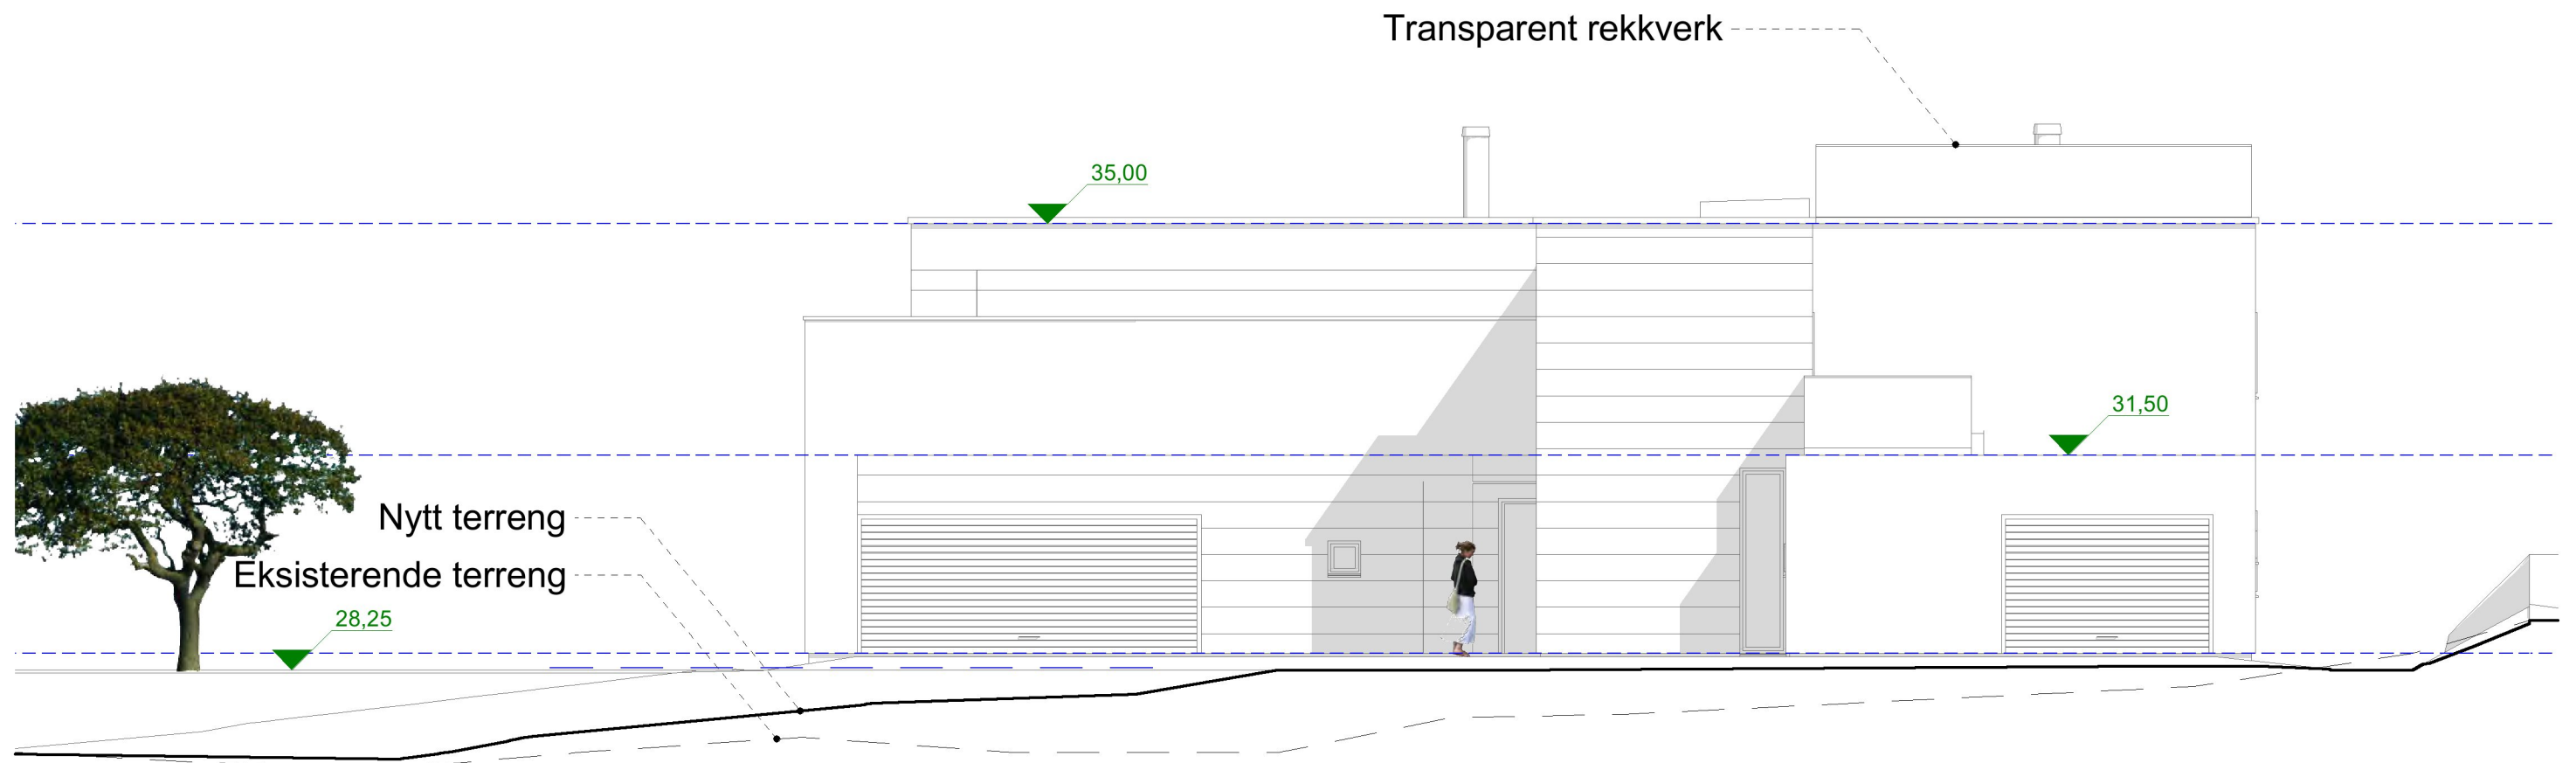 Transparent rekkverk
35,00
31,50
Nytt terreng
Eksisterende terreng
28,25